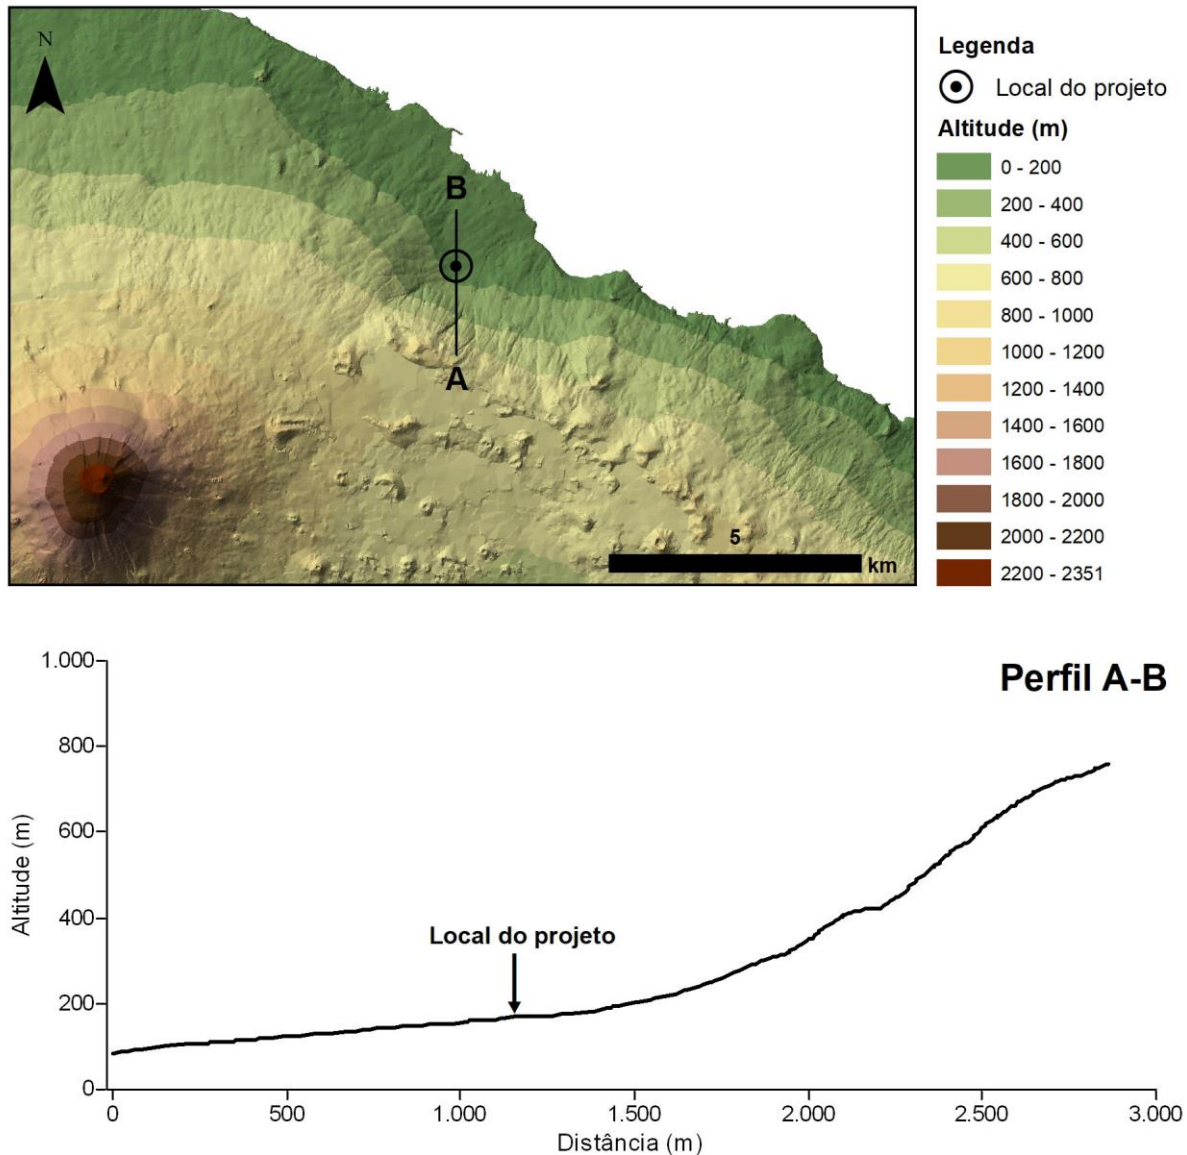 N
B
A
5
km
Legenda
Local do projeto
Altitude (m)
0 - 200
200 - 400
400 - 600
600 - 800
800 - 1000
1000 - 1200
1200 - 1400
1400 - 1600
1600 - 1800
1800 - 2000
2000 - 2200
2200 - 2351
Perfil A-B
Altitude (m)
1.000
800
600
400
200
0
Local do projeto
0
500
1.000
1.500
2.000
2.500
3.000
Distância (m)